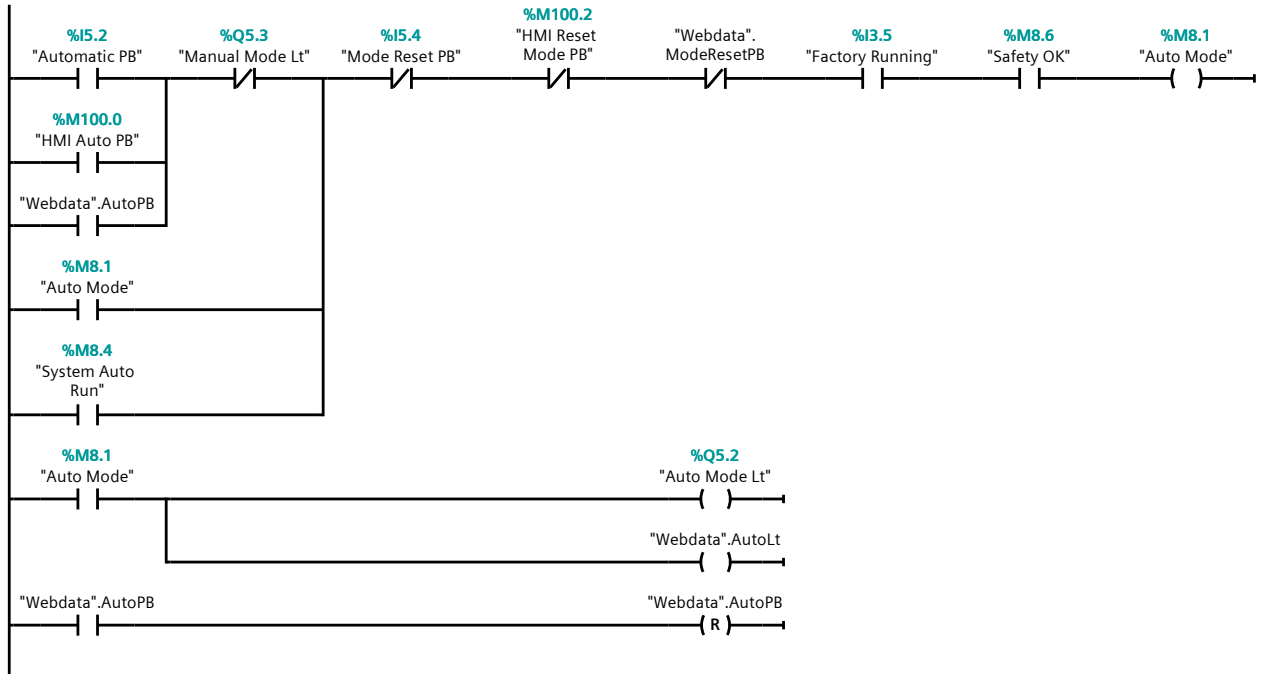 %M100.2
%I5.2 %Q5.3 %I5.4 "HMI Reset "Webdata". %I3.5 %M8.6 %M8.1
"Automatic PB" "Manual Mode Lt" "Mode Reset PB" Mode PB" ModeResetPB "Factory Running" "Safety OK" "Auto Mode"
%M100.0
"HMI Auto PB"
"Webdata".AutoPB
%M8.1
"Auto Mode"
%M8.4
"System Auto
Run"
%M8.1 %Q5.2
"Auto Mode" "Auto Mode Lt"
"Webdata".AutoLt
"Webdata".AutoPB "Webdata".AutoPB
R